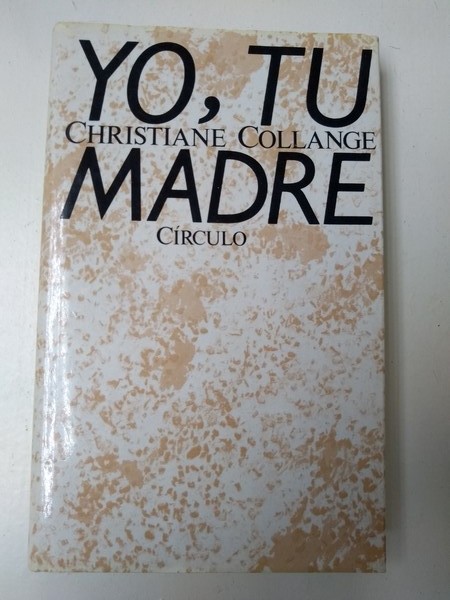 YO, TU
CHRISTIANE COLLANGE
MADRE
CÍRCULO